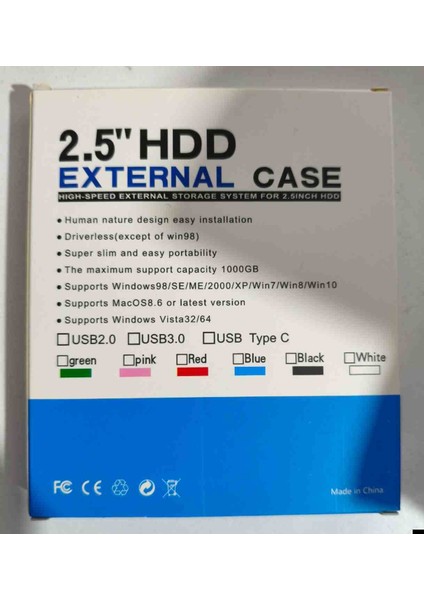 2.5" HDD
EXTERNAL CASE
HIGH-SPEED EXTERNAL STORAGE SYSTEM FOR 2.5INCH HDD
Human nature design easy installation
Driverless(except of win98)
Super slim and easy portability
The maximum support capacity 1000GB
Supports Windows98/SE/ME/2000/XP/Win7/Win8/Win10
Supports MacOS8.6 or latest version
Supports Windows Vista32/64
USB2.0 USB3.0 USB Type C
green pink Red Blue Black White
FC CE
Made in China